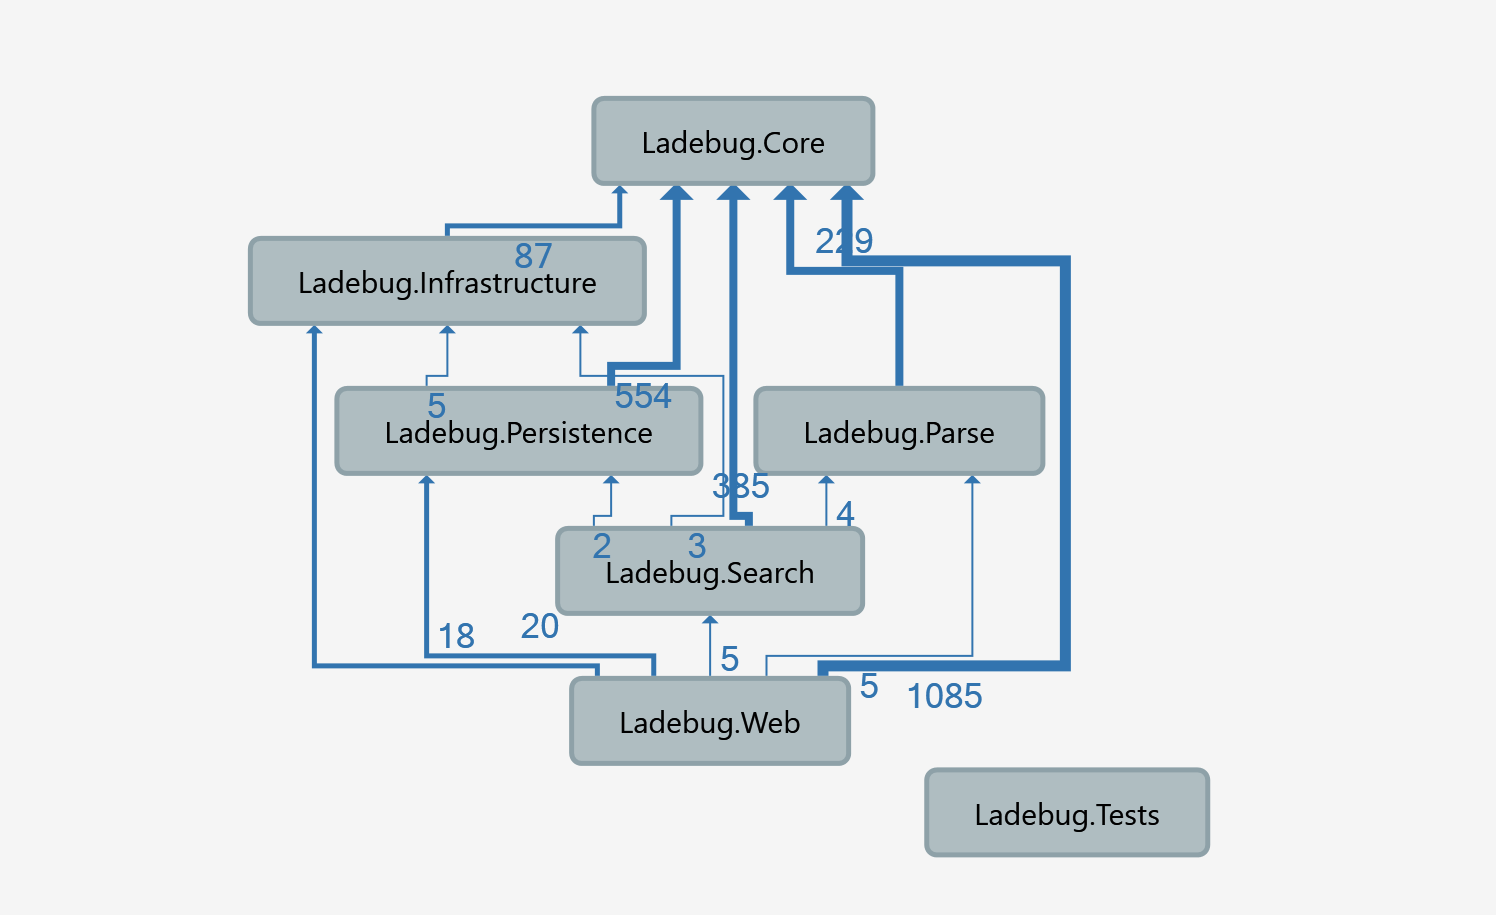 Ladebug.Core
229
87
Ladebug.Infrastructure
5
554
Ladebug.Persistence
Ladebug.Parse
385
4
2
3
Ladebug.Search
18
20
5
5
1085
Ladebug.Web
Ladebug.Tests